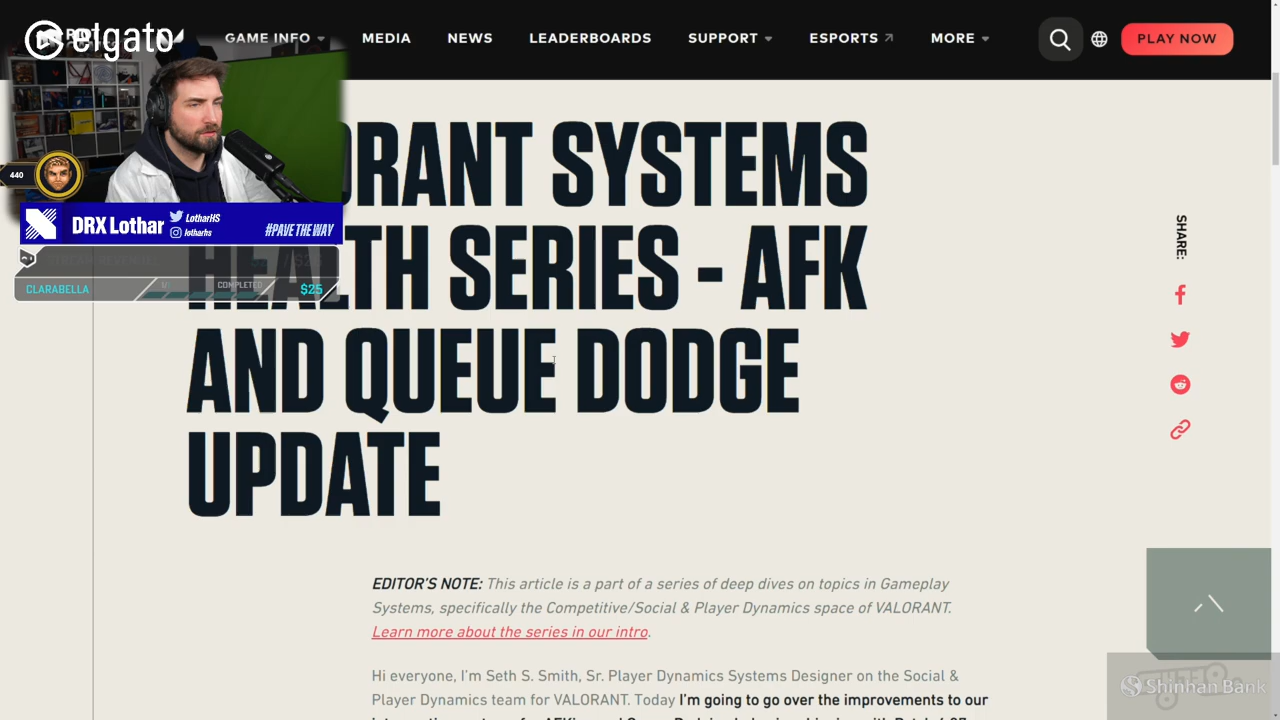 elgato
GAME INFO
MEDIA
NEWS
LEADERBOARDS
SUPPORT
ESPORTS
MORE
PLAY NOW
440
DRX Lothar
LotharHS
lotharhs
#PAVE THE WAY
CLARABELLA
COMPLETED
$25
RANT SYSTEMS
HEALTH SERIES - AFK
AND QUEUE DODGE
UPDATE
SHARE:
EDITOR'S NOTE: This article is a part of a series of deep dives on topics in Gameplay
Systems, specifically the Competitive/Social & Player Dynamics space of VALORANT.
Learn more about the series in our intro.
Hi everyone, I'm Seth S. Smith, Sr. Player Dynamics Systems Designer on the Social &
Player Dynamics team for VALORANT. Today I'm going to go over the improvements to our
Shinhan Bank